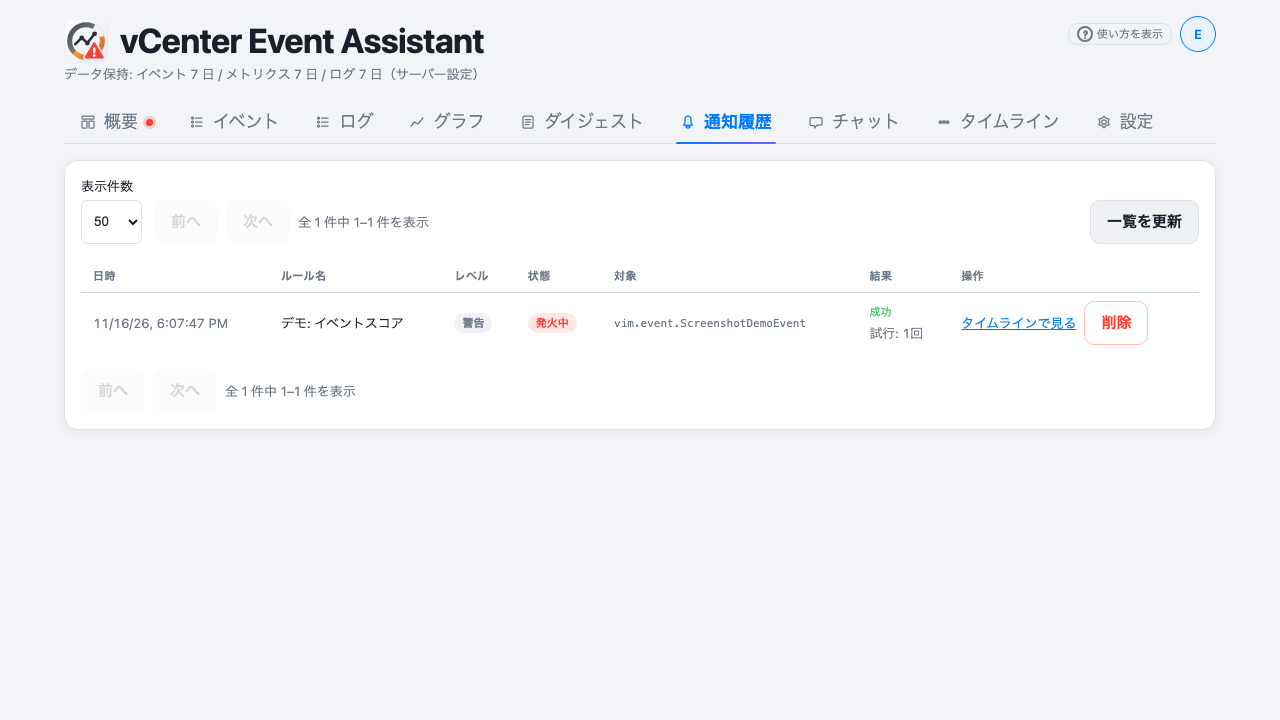 vCenter Event Assistant
使い方を表示
E
データ保持: イベント 7 日 / メトリクス 7 日 / ログ 7 日（サーバー設定）
概要 イベント ログ グラフ ダイジェスト 通知履歴 チャット タイムライン 設定
表示件数
50 前へ 次へ 全 1 件中 1–1 件を表示 一覧を更新
日時 ルール名 レベル 状態 対象 結果 操作
11/16/26, 6:07:47 PM デモ: イベントスコア 警告 発火中 vim.event.ScreenshotDemoEvent 成功 タイムラインで見る 削除
試行: 1回
前へ 次へ 全 1 件中 1–1 件を表示